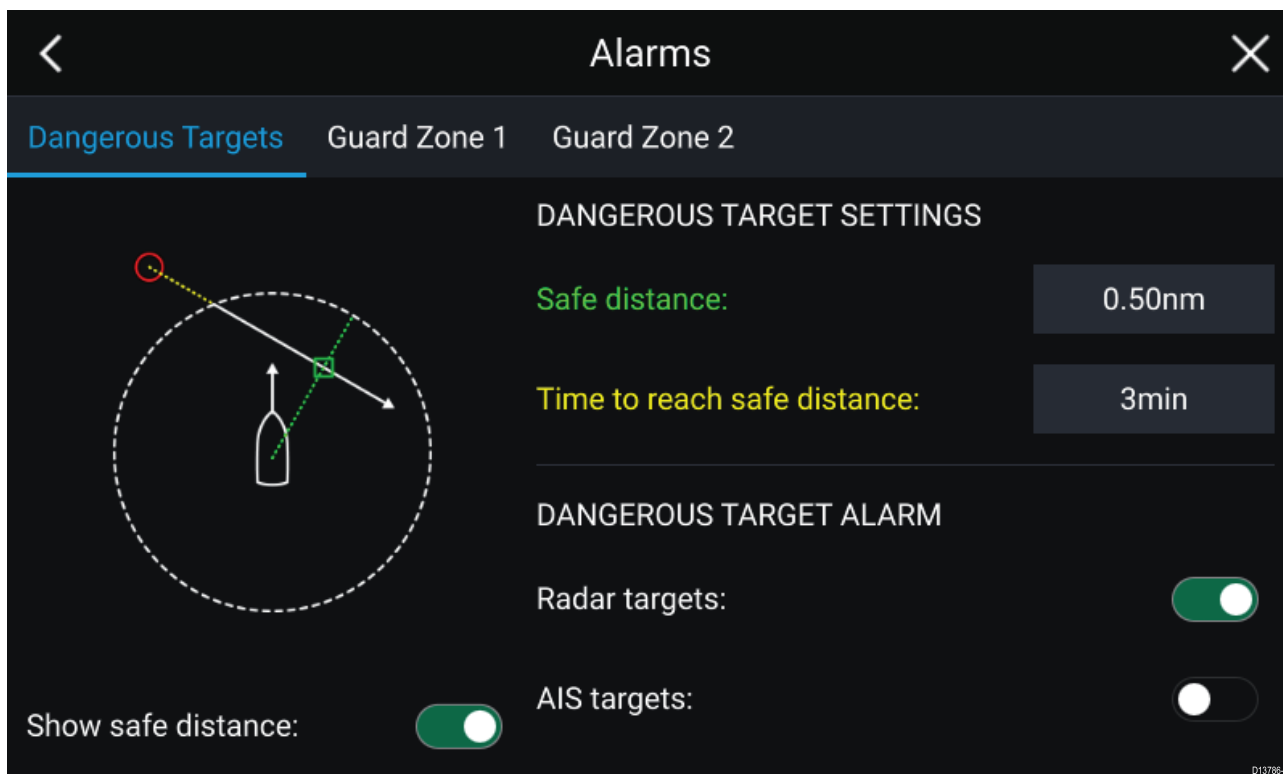 Alarms
Dangerous Targets Guard Zone 1 Guard Zone 2
DANGEROUS TARGET SETTINGS
Safe distance: 0.50nm
Time to reach safe distance: 3min
DANGEROUS TARGET ALARM
Radar targets:
AIS targets:
Show safe distance:
D13786-